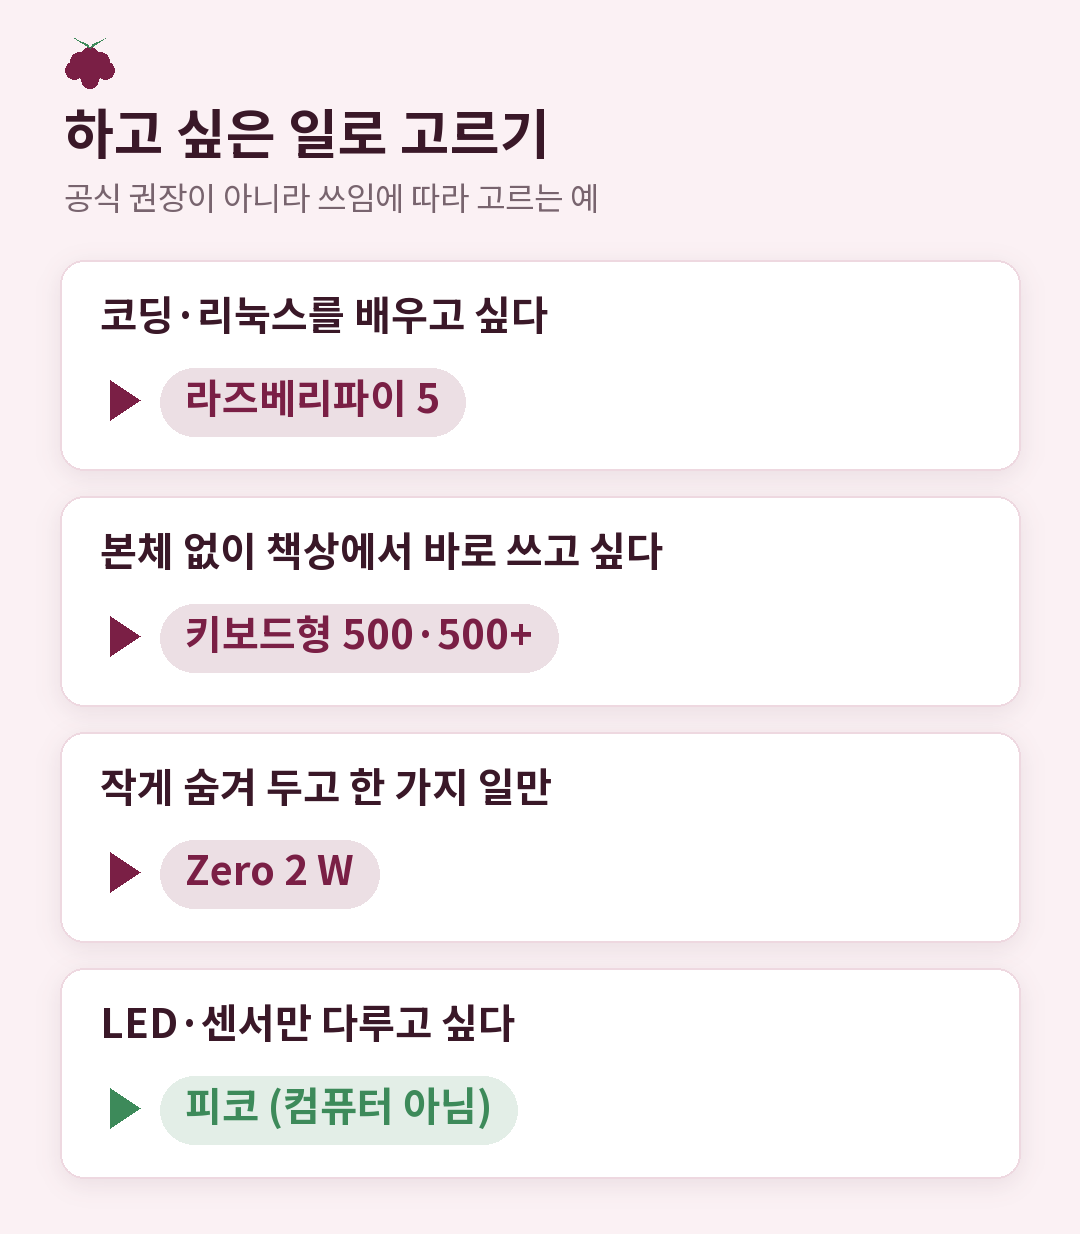 하고 싶은 일로 고르기
공식 권장이 아니라 쓰임에 따라 고르는 예
코딩·리눅스를 배우고 싶다
라즈베리파이 5
본체 없이 책상에서 바로 쓰고 싶다
키보드형 500·500+
작게 숨겨 두고 한 가지 일만
Zero 2 W
LED·센서만 다루고 싶다
피코 (컴퓨터 아님)